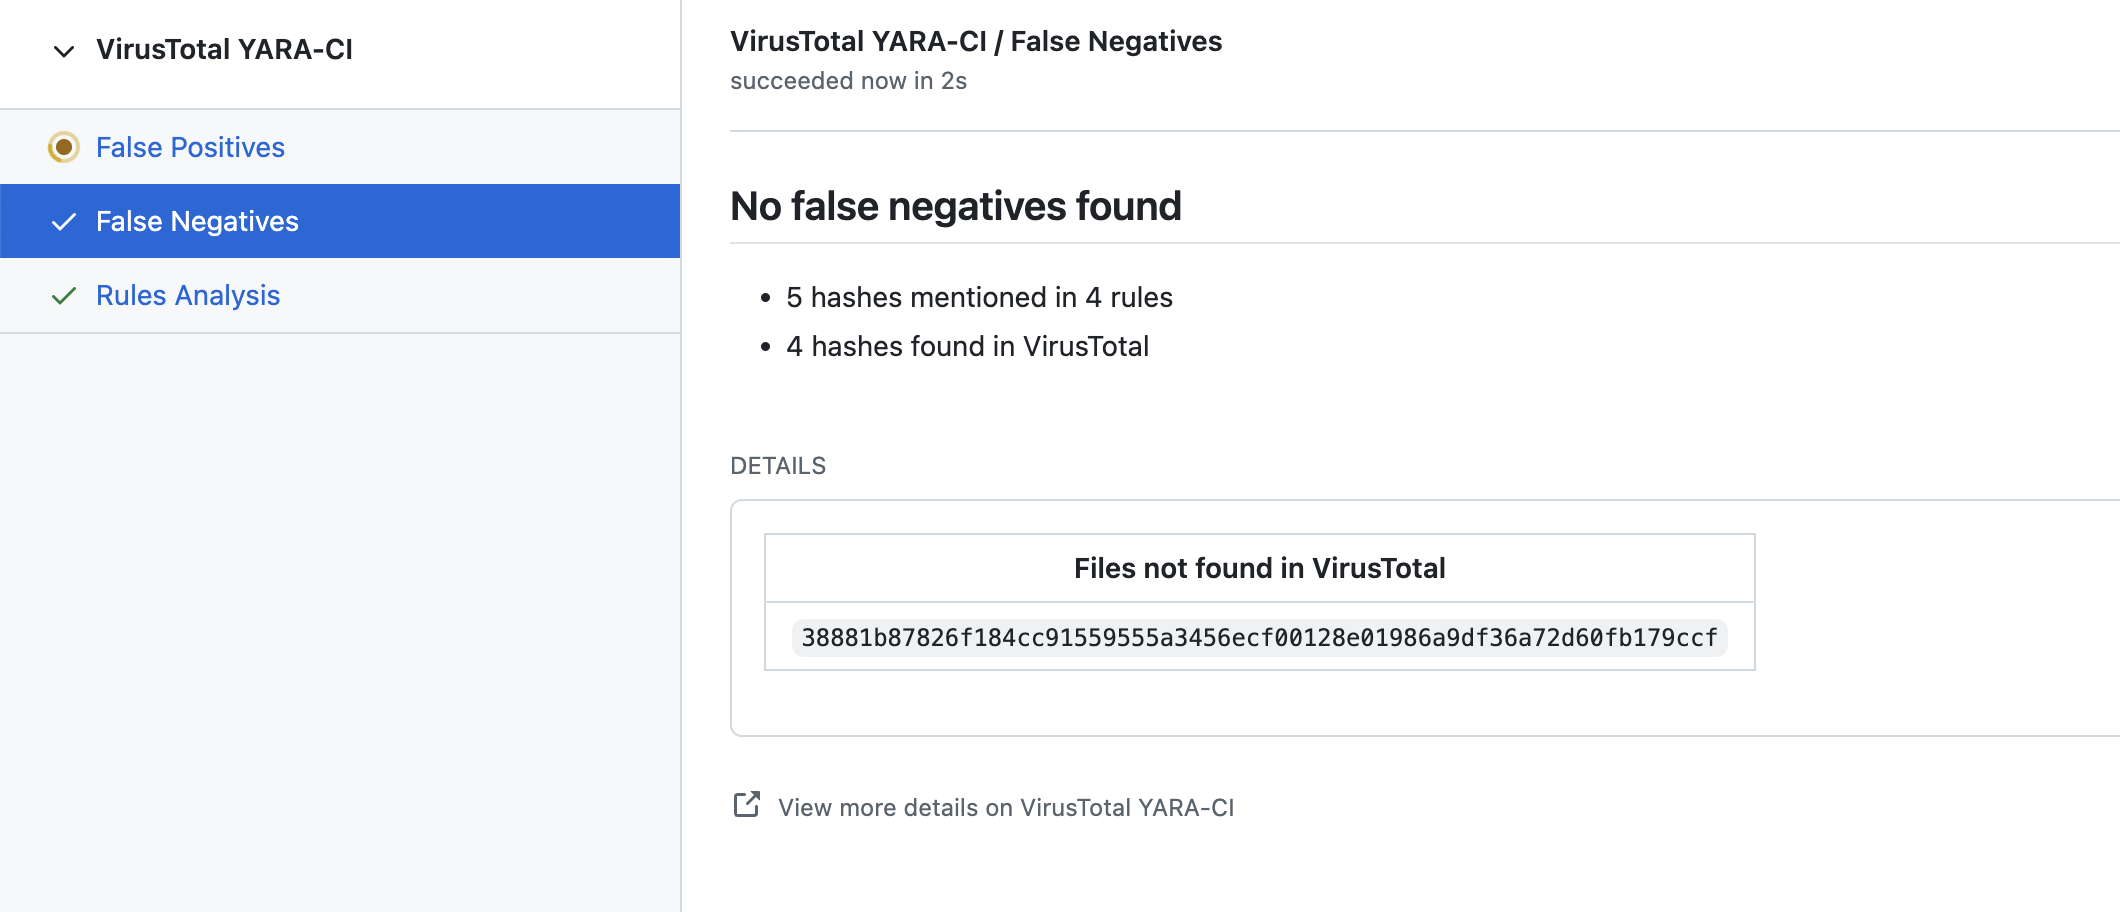 VirusTotal YARA-CI
False Positives
False Negatives
Rules Analysis
VirusTotal YARA-CI / False Negatives
succeeded now in 2s
No false negatives found
5 hashes mentioned in 4 rules
4 hashes found in VirusTotal
DETAILS
Files not found in VirusTotal
38881b87826f184cc91559555a3456ecf00128e01986a9df36a72d60fb179ccf
View more details on VirusTotal YARA-CI